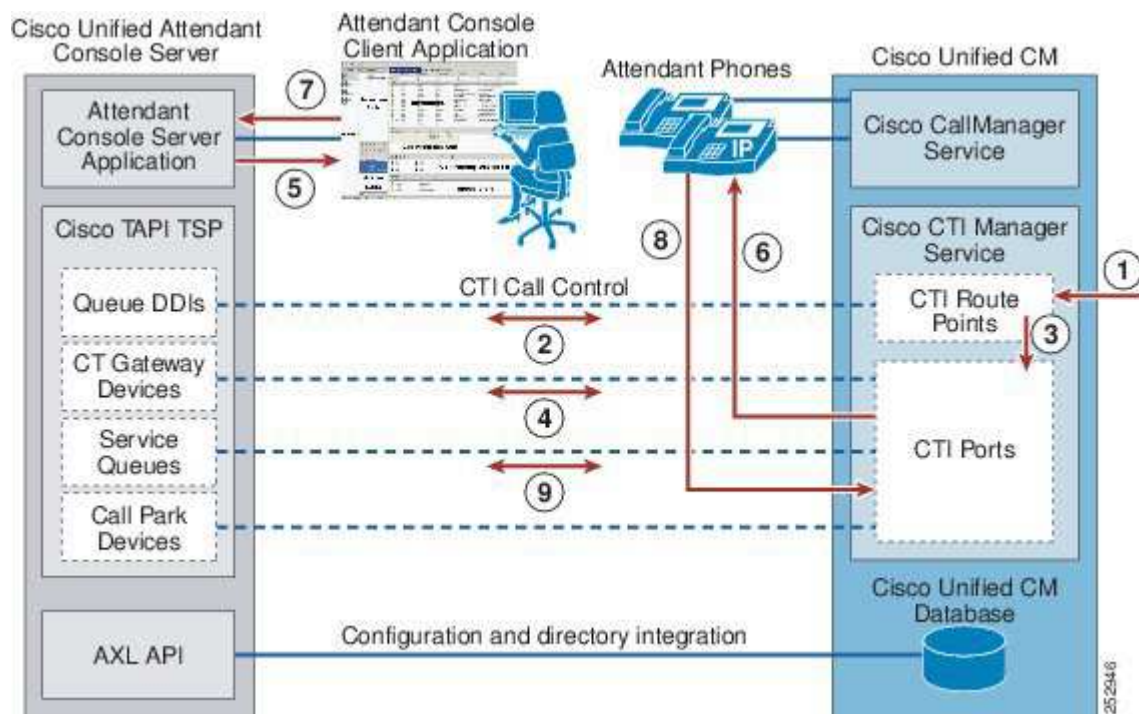 Cisco Unified Attendant
Console Server
Attendant Console
Client Application
Attendant Phones
Cisco Unified CM
Attendant
Console Server
Application
7
5
IP
Cisco CallManager
Service
Cisco TAPI TSP
Queue DDIs
CT Gateway
Devices
Service
Queues
Call Park
Devices
CTI Call Control
2
4
9
8
6
Cisco CTI Manager
Service
1
CTI Route
Points
3
CTI Ports
AXL API
Configuration and directory integration
Cisco Unified CM
Database
252946